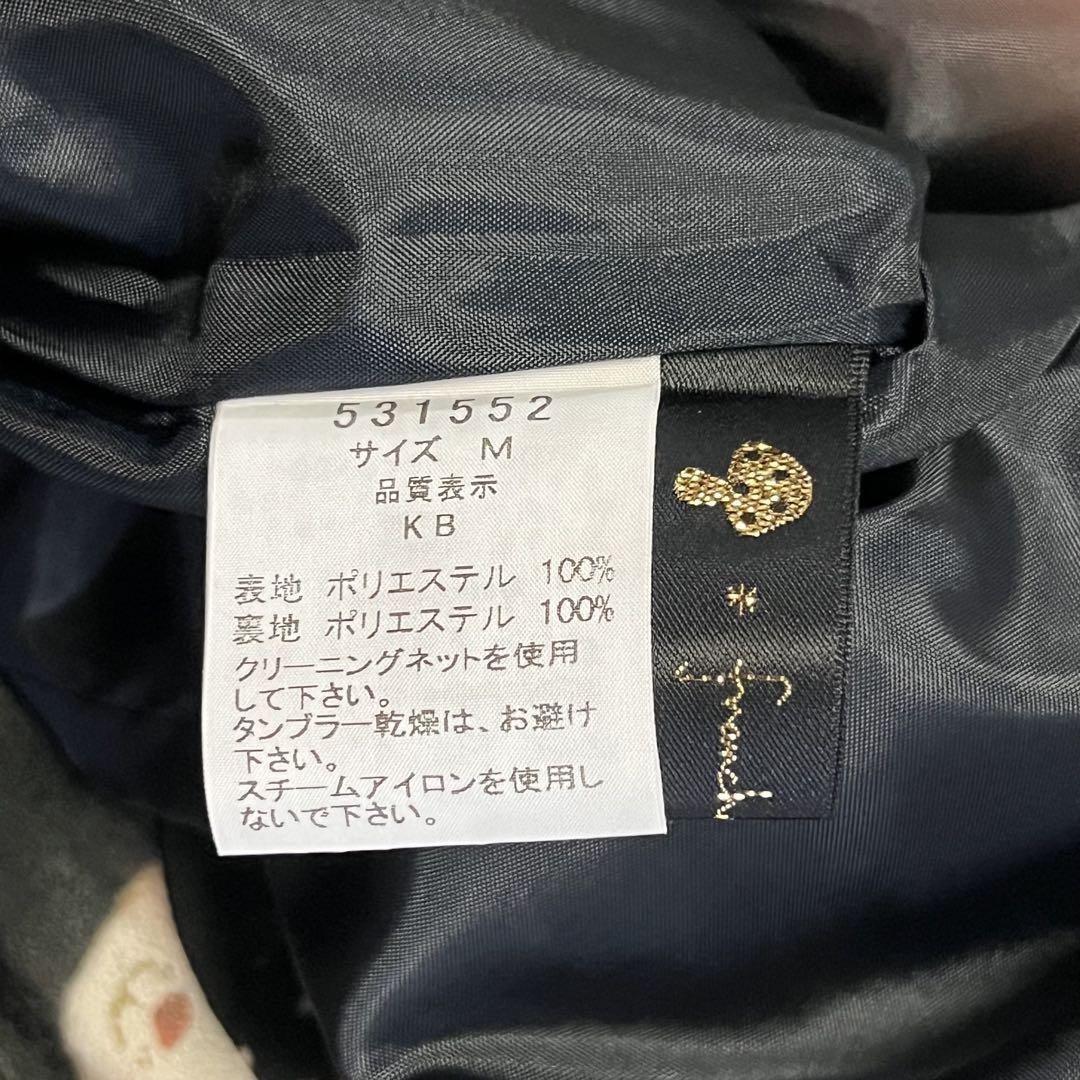 531552
サイズ M
品質表示
KB
表地 ポリエステル 100%
裏地 ポリエステル 100%
クリーニングネットを使用
して下さい。
タンブラー乾燥は、お避け
下さい。
スチームアイロンを使用し
ないで下さい。